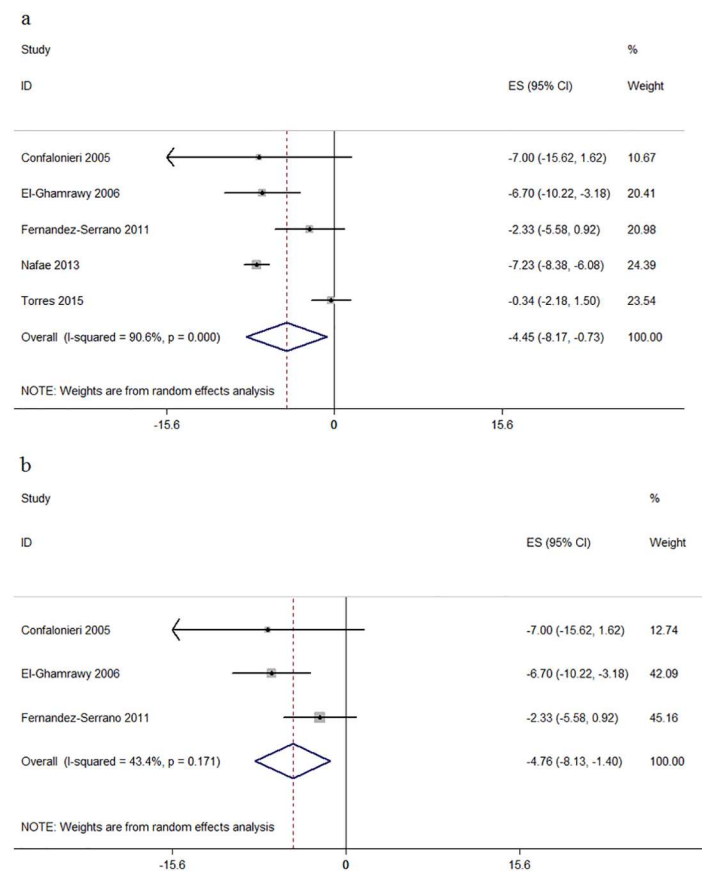 a
Study %
ID ES (95% CI) Weight
Confalonieri 2005 -7.00 (-15.62, 1.62) 10.67
El-Ghamrawy 2006 -6.70 (-10.22, -3.18) 20.41
Fernandez-Serrano 2011 -2.33 (-5.58, 0.92) 20.98
Nafae 2013 -7.23 (-8.38, -6.08) 24.39
Torres 2015 -0.34 (-2.18, 1.50) 23.54
Overall (I-squared = 90.6%, p = 0.000) -4.45 (-8.17, -0.73) 100.00
NOTE: Weights are from random effects analysis
-15.6 0 15.6
b
Study %
ID ES (95% CI) Weight
Confalonieri 2005 -7.00 (-15.62, 1.62) 12.74
El-Ghamrawy 2006 -6.70 (-10.22, -3.18) 42.09
Fernandez-Serrano 2011 -2.33 (-5.58, 0.92) 45.16
Overall (I-squared = 43.4%, p = 0.171) -4.76 (-8.13, -1.40) 100.00
NOTE: Weights are from random effects analysis
-15.6 0 15.6